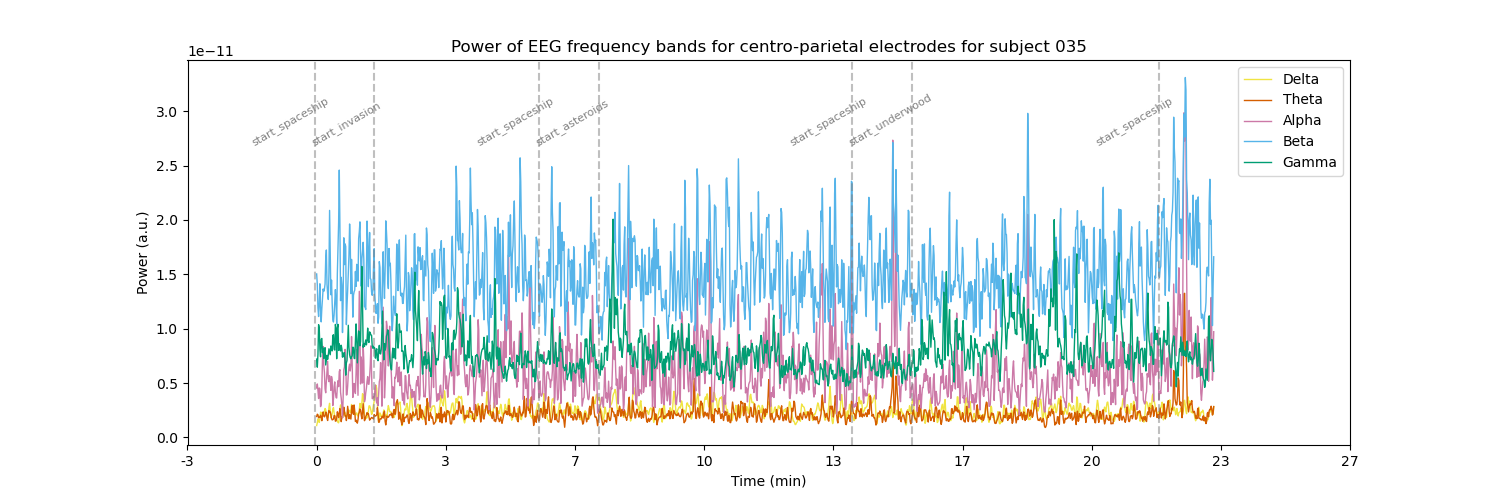 Power of EEG frequency bands for centro-parietal electrodes for subject 035
1e−11
3.0
2.5
2.0
1.5
1.0
0.5
0.0
Power (a.u.)
start_spaceship
start_invasion
start_spaceship
start_asteroids
start_spaceship
start_underwood
start_spaceship
Delta
Theta
Alpha
Beta
Gamma
-3 0 3 7 10 13 17 20 23 27
Time (min)